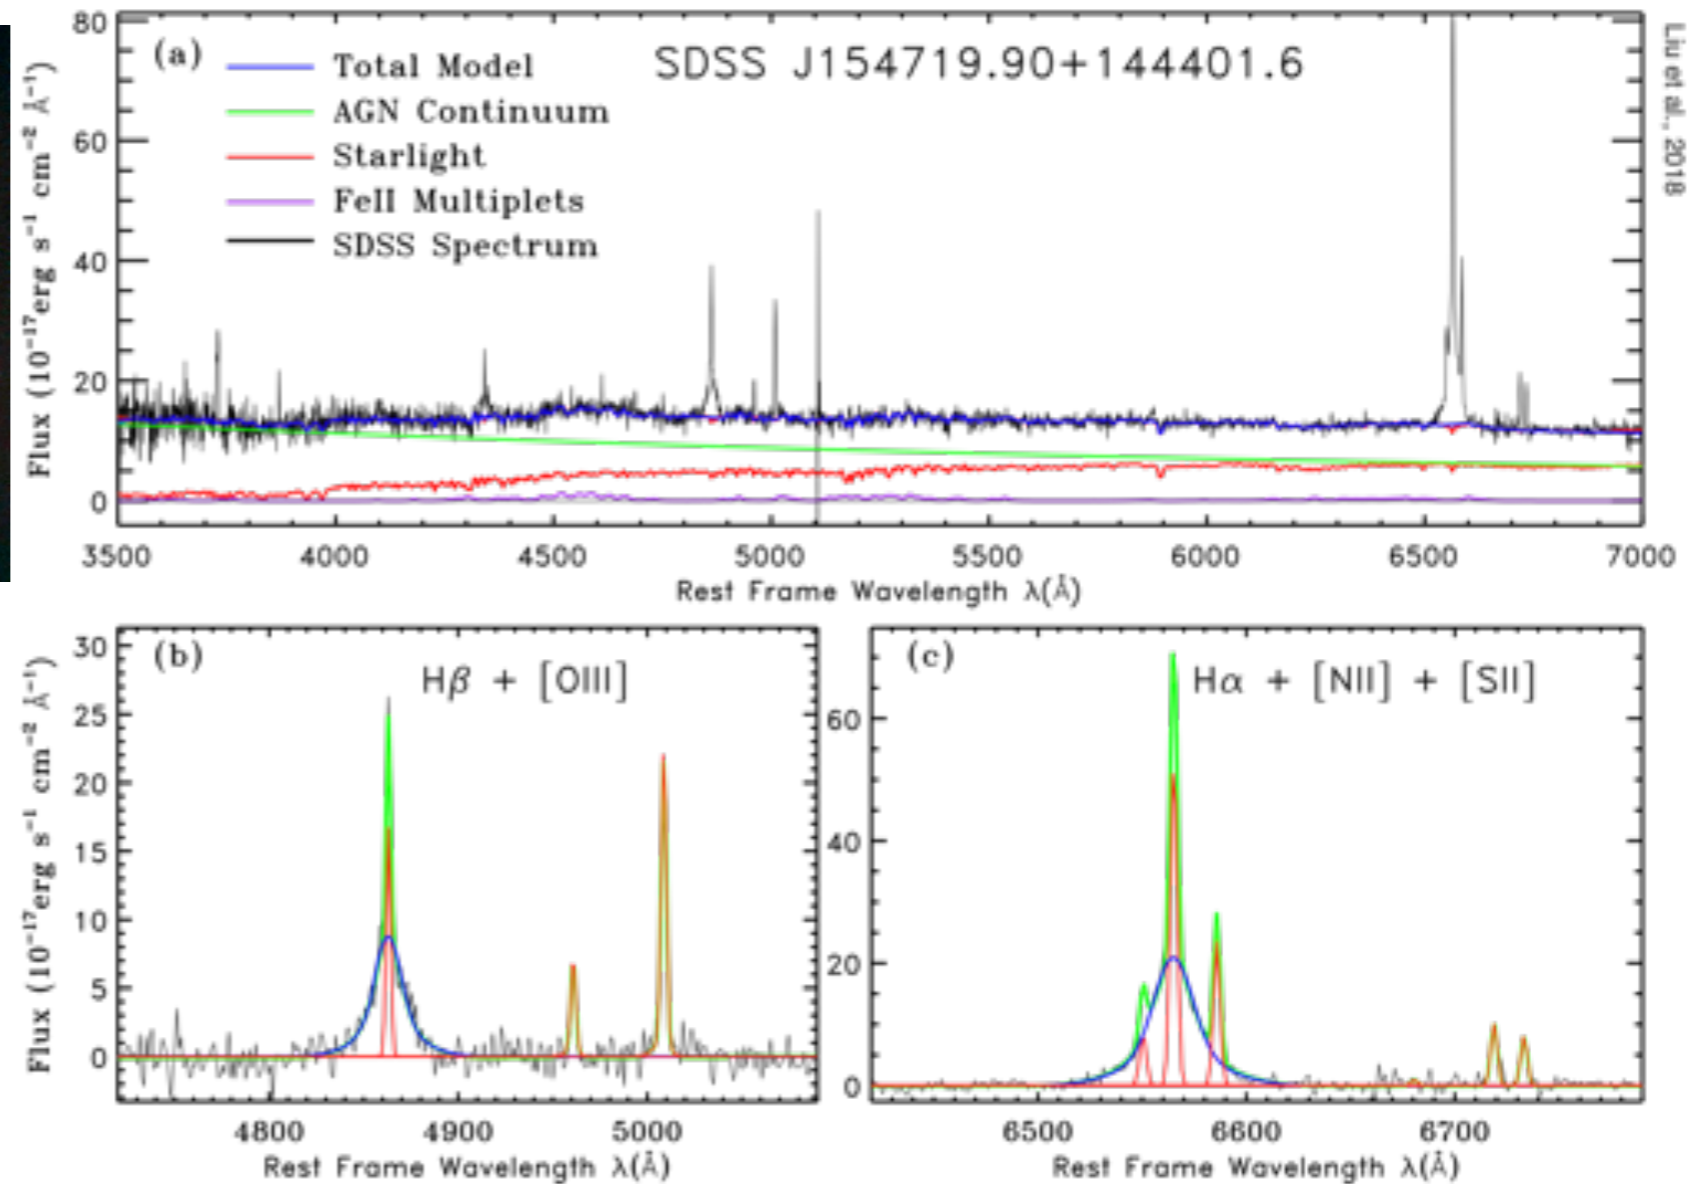 (a)
SDSS J154719.90+144401.6
Total Model
AGN Continuum
Starlight
FeII Multiplets
SDSS Spectrum
80
60
40
20
0
Flux (10⁻¹⁷erg s⁻¹ cm⁻² Å⁻¹)
3500 4000 4500 5000 5500 6000 6500 7000
Rest Frame Wavelength λ(Å)
Liu et al., 2018
(b)
Hβ + [OIII]
30
25
20
15
10
5
0
Flux (10⁻¹⁷erg s⁻¹ cm⁻² Å⁻¹)
4800 4900 5000
Rest Frame Wavelength λ(Å)
(c)
Hα + [NII] + [SII]
60
40
20
0
6500 6600 6700
Rest Frame Wavelength λ(Å)